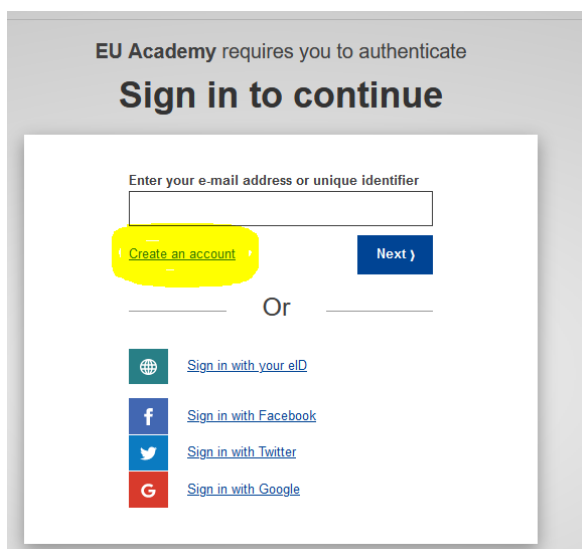 EU Academy requires you to authenticate
Sign in to continue
Enter your e-mail address or unique identifier
Create an account
Next ⟩
Or
Sign in with your eID
f Sign in with Facebook
Sign in with Twitter
G Sign in with Google